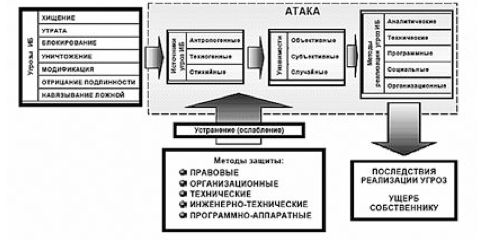 АТАКА
Угрозы ИБ
ХИЩЕНИЕ
УТРАТА
БЛОКИРОВАНИЕ
УНИЧТОЖЕНИЕ
МОДИФИКАЦИЯ
ОТРИЦАНИЕ ПОДЛИННОСТИ
НАВЯЗЫВАНИЕ ЛОЖНОЙ
Источники
угроз ИБ
Антропогенные
Техногенные
Стихийные
Уязвимости
Объективные
Субъективные
Случайные
Методы
реализации угроз ИБ
Аналитические
Технические
Программные
Социальные
Организационные
Устранение (ослабление)
Методы защиты:
ПРАВОВЫЕ
ОРГАНИЗАЦИОННЫЕ
ТЕХНИЧЕСКИЕ
ИНЖЕНЕРНО-ТЕХНИЧЕСКИЕ
ПРОГРАММНО-АППАРАТНЫЕ
ПОСЛЕДСТВИЯ
РЕАЛИЗАЦИИ УГРОЗ
УЩЕРБ
СОБСТВЕННИКУ